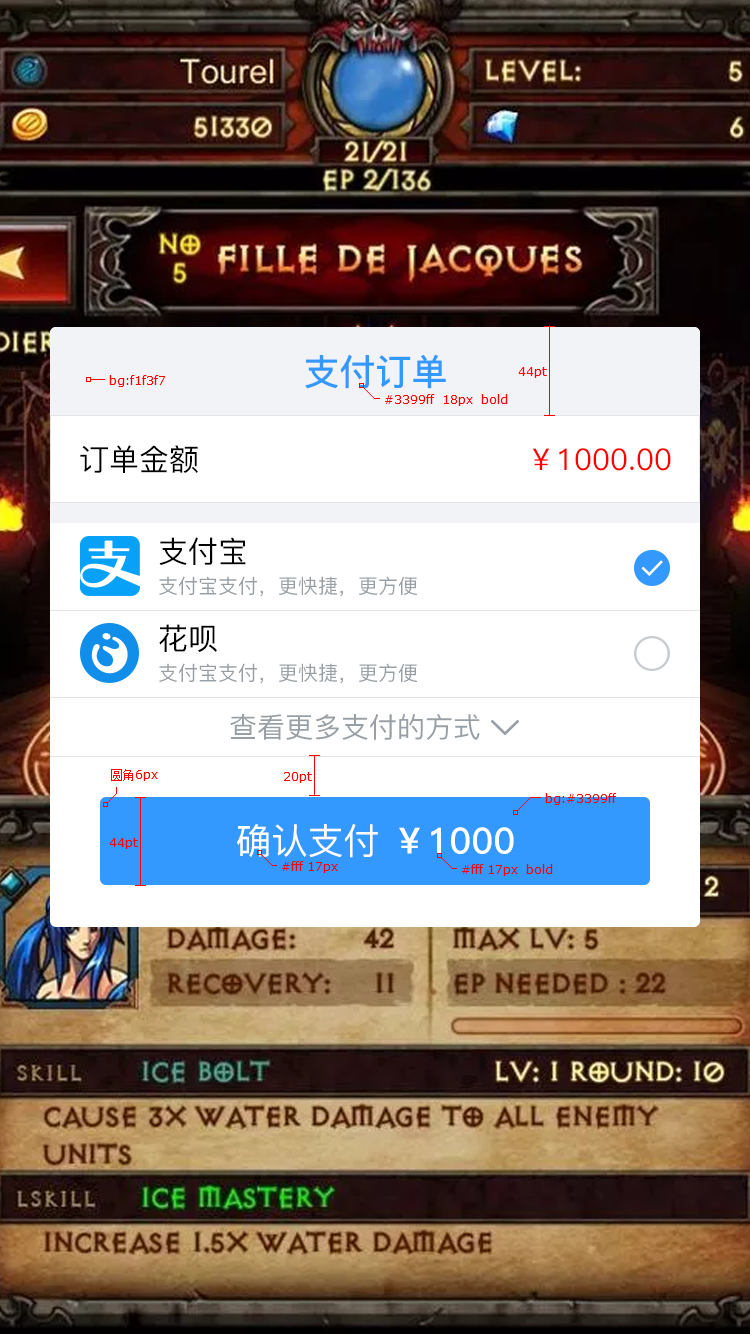 Tourel
LEVEL: 5
51330
6
21/21
EP 2/136
NO 5
FILLE DE JACQUES
DIER
支付订单
bg:f1f3f7
44pt
#3399ff 18px bold
订单金额
¥1000.00
支
支付宝
支付宝支付，更快捷，更方便
花呗
支付宝支付，更快捷，更方便
查看更多支付的方式
圆角6px
20pt
bg:#3399ff
44pt
确认支付 ¥1000
#fff 17px
#fff 17px bold
2
DAMAGE: 42
MAX LV: 5
RECOVERY: 11
EP NEEDED : 22
SKILL ICE BOLT LV: 1 ROUND: 10
CAUSE 3X WATER DAMAGE TO ALL ENEMY
UNITS
LSKILL ICE MASTERY
INCREASE 1.5X WATER DAMAGE